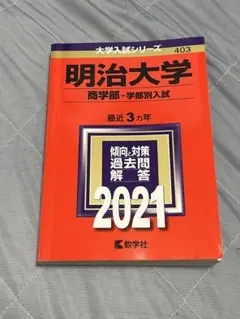 大学入試シリーズ
403
明治大学
商学部-学部別入試
最近3カ年
傾向と対策
過去問
解答
2021
教学社